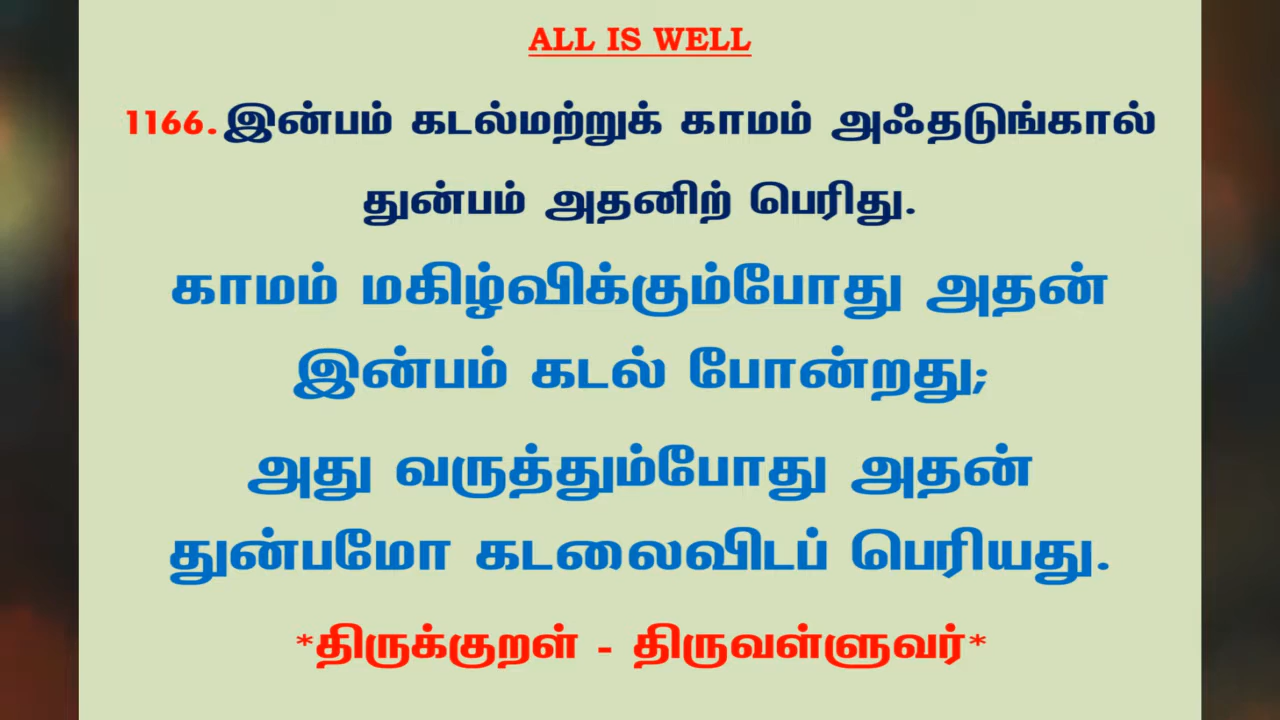 ALL IS WELL
1166. இன்பம் கடல்மற்றுக் காமம் அஃதடுங்கால்
துன்பம் அதனிற் பெரிது.
காமம் மகிழ்விக்கும்போது அதன்
இன்பம் கடல் போன்றது;
அது வருத்தும்போது அதன்
துன்பமோ கடலைவிடப் பெரியது.
*திருக்குறள் - திருவள்ளுவர்*